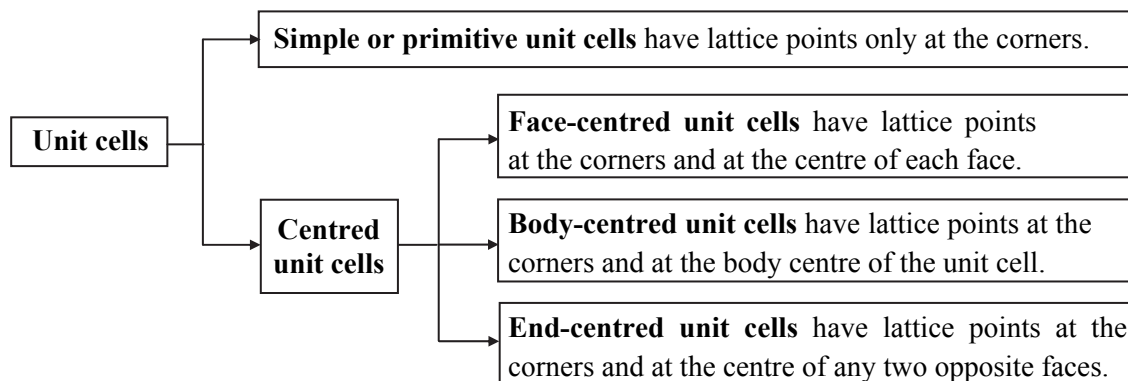 Simple or primitive unit cells have lattice points only at the corners.
Unit cells
Face-centred unit cells have lattice points
at the corners and at the centre of each face.
Centred
unit cells
Body-centred unit cells have lattice points at the
corners and at the body centre of the unit cell.
End-centred unit cells have lattice points at the
corners and at the centre of any two opposite faces.